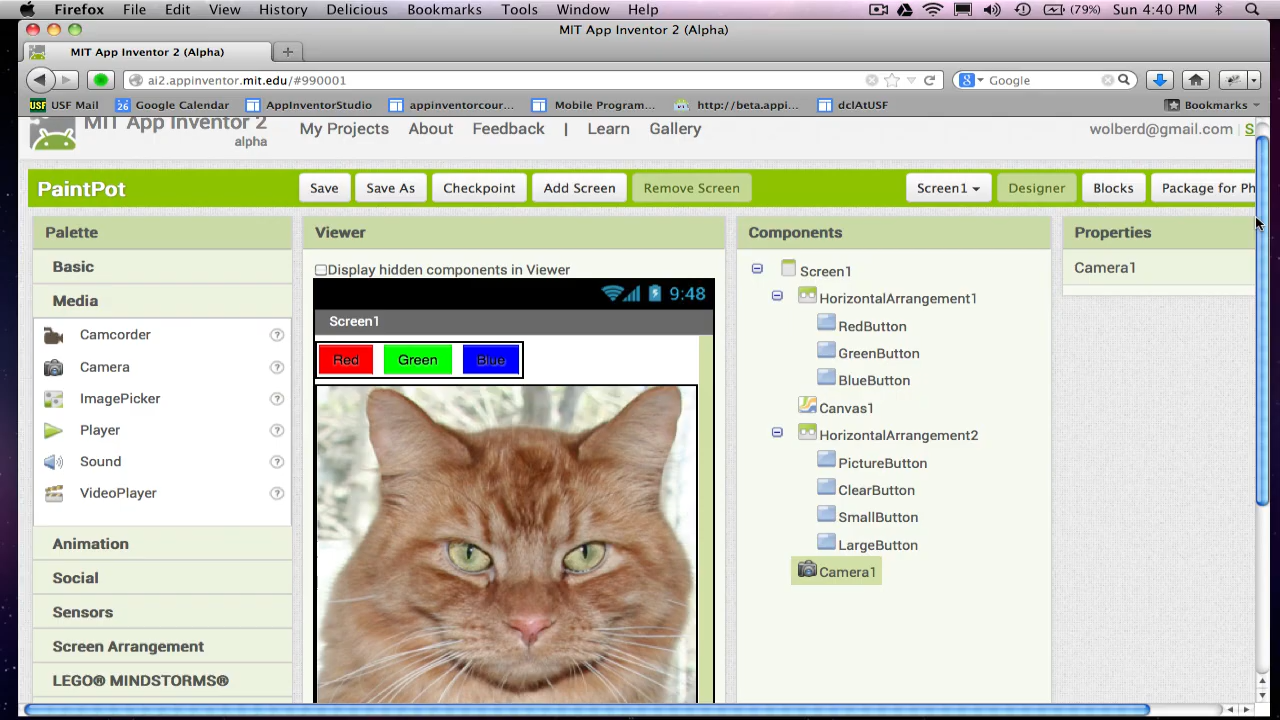 Firefox File Edit View History Delicious Bookmarks Tools Window Help (79%) Sun 4:40 PM
MIT App Inventor 2 (Alpha)
MIT App Inventor 2 (Alpha)
ai2.appinventor.mit.edu/#990001 Google
USF USF Mail 26 Google Calendar AppInventorStudio appinventorcour... Mobile Program... http://beta.appi... dclAtUSF Bookmarks
MIT App Inventor 2
alpha
My Projects About Feedback | Learn Gallery wolberd@gmail.com | S
PaintPot Save Save As Checkpoint Add Screen Remove Screen Screen1 Designer Blocks Package for Ph
Palette Viewer Components Properties
Basic
Media
Camcorder ?
Camera ?
ImagePicker ?
Player ?
Sound ?
VideoPlayer ?
Animation
Social
Sensors
Screen Arrangement
LEGO® MINDSTORMS®
Display hidden components in Viewer
9:48
Screen1
Red Green Blue
Screen1
HorizontalArrangement1
RedButton
GreenButton
BlueButton
Canvas1
HorizontalArrangement2
PictureButton
ClearButton
SmallButton
LargeButton
Camera1
Camera1